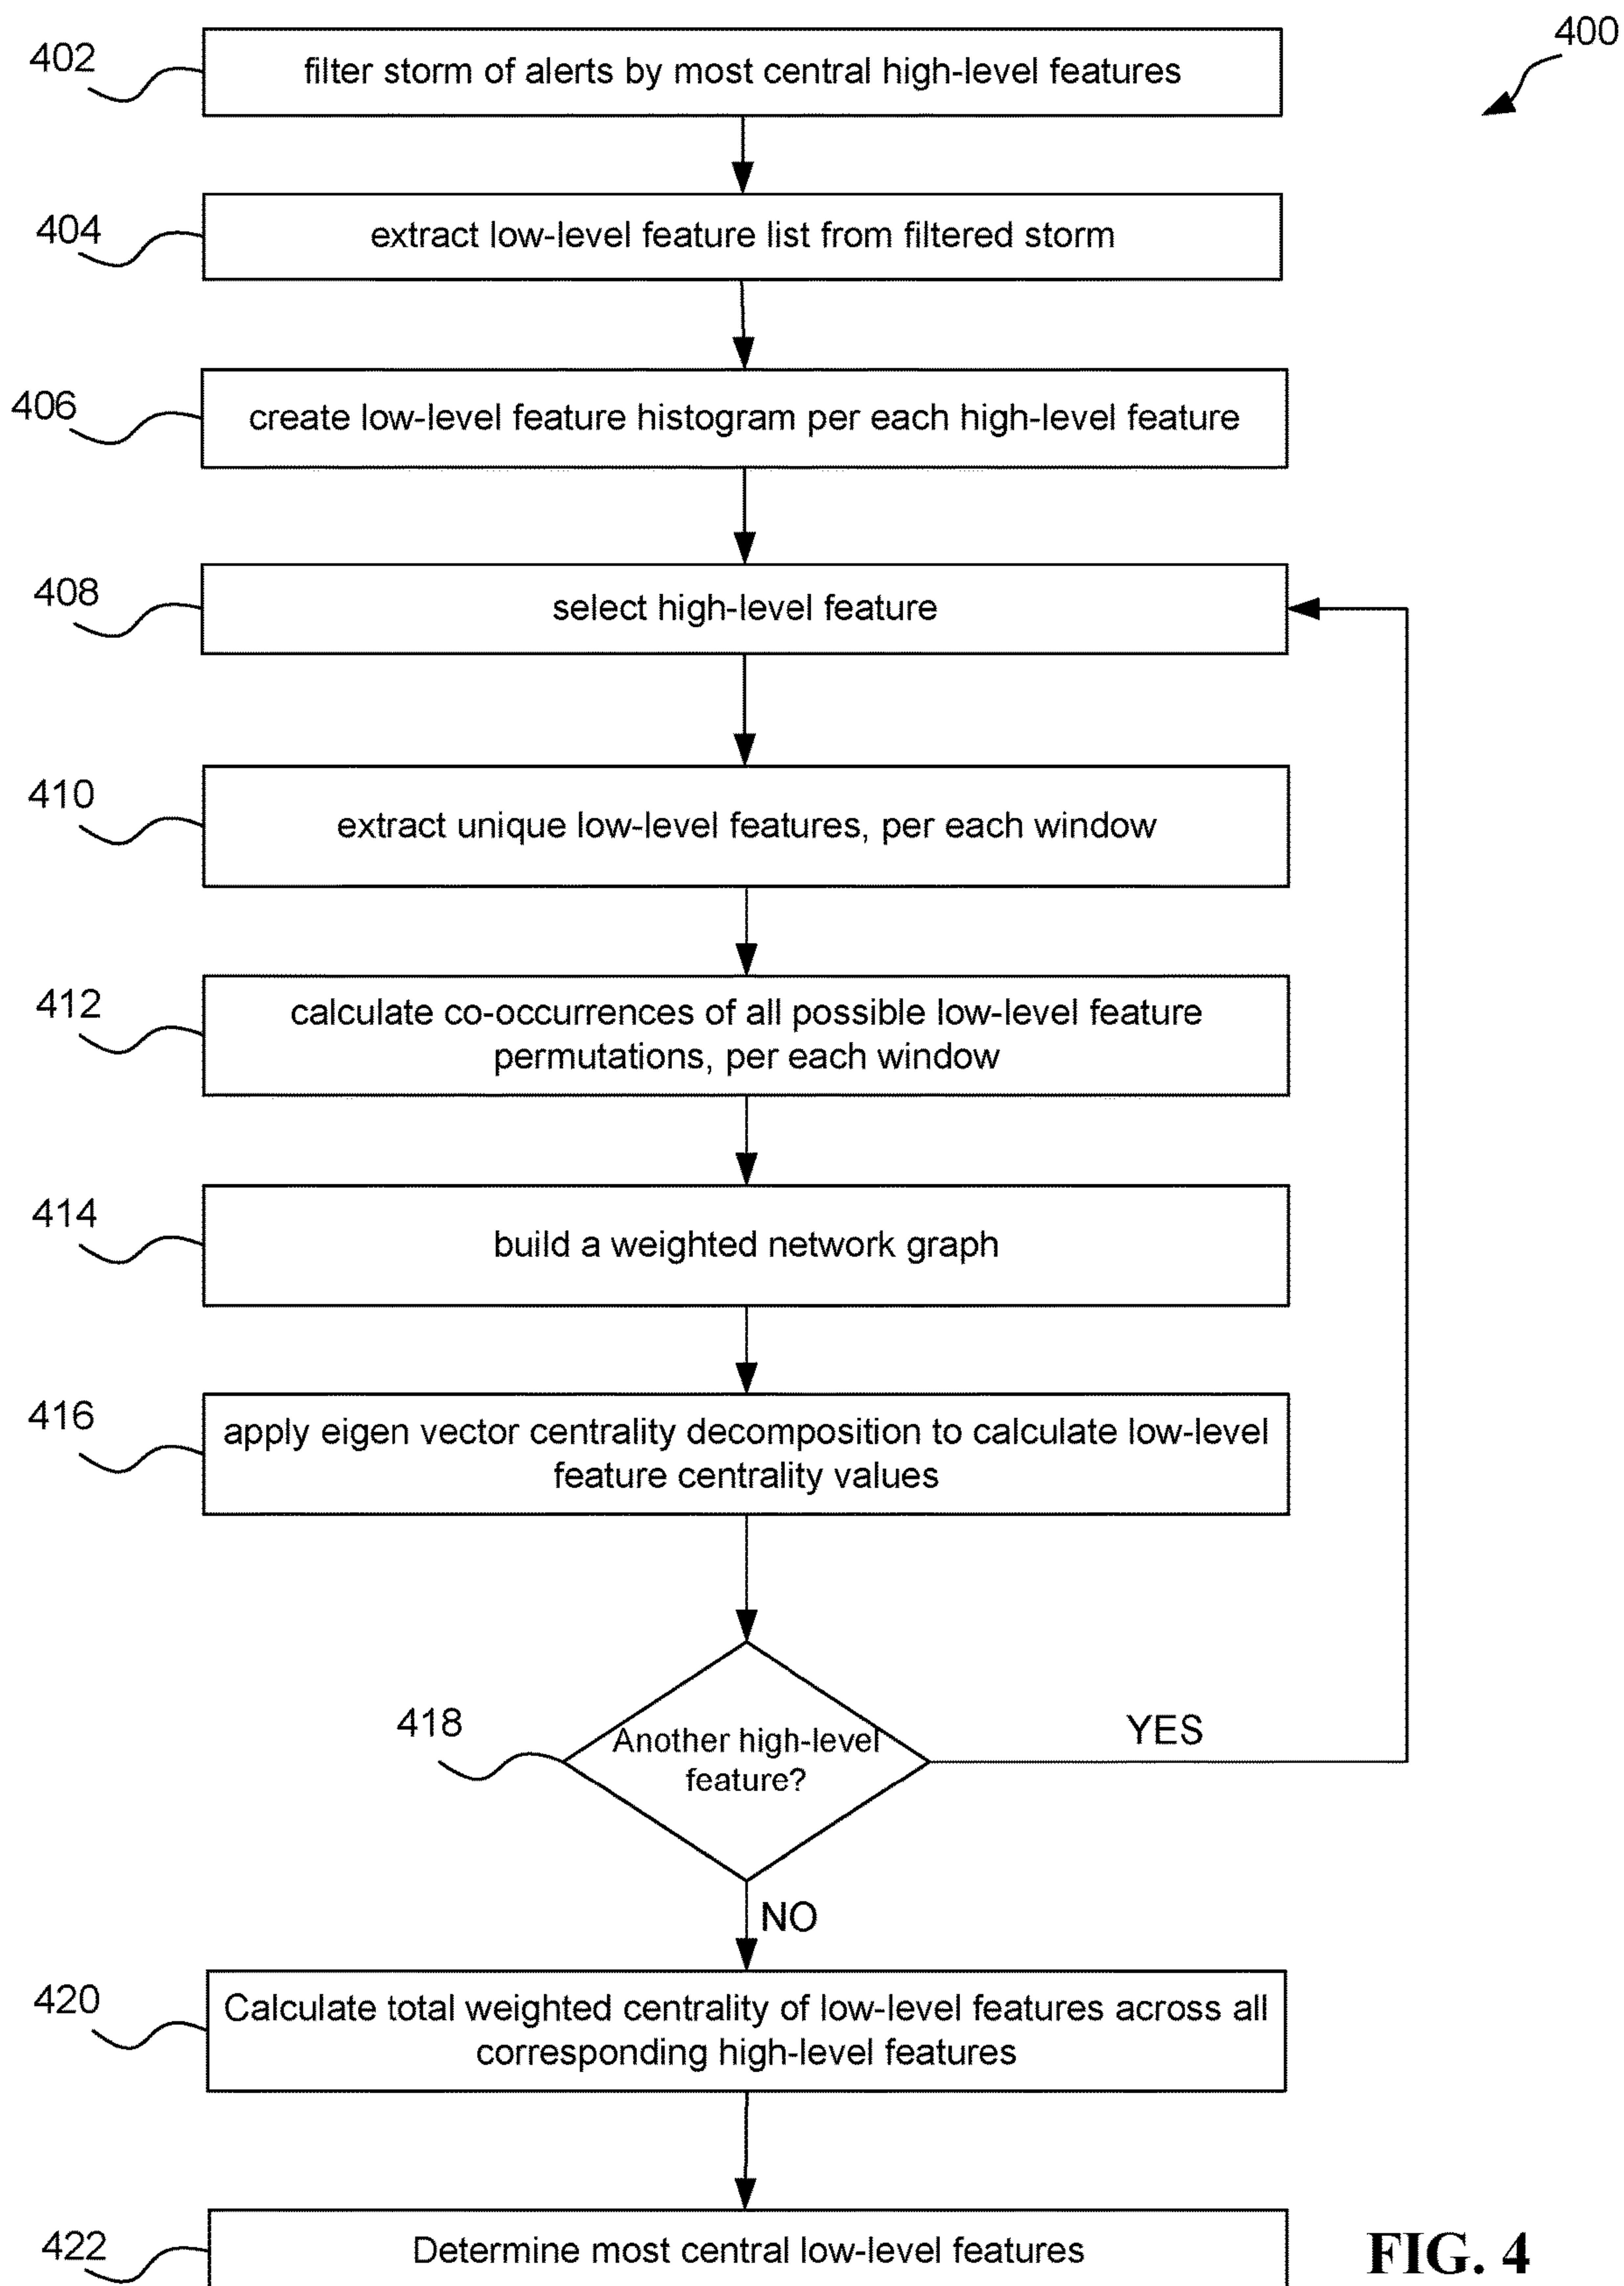 400
402
filter storm of alerts by most central high-level features
404
extract low-level feature list from filtered storm
406
create low-level feature histogram per each high-level feature
408
select high-level feature
410
extract unique low-level features, per each window
412
calculate co-occurrences of all possible low-level feature
permutations, per each window
414
build a weighted network graph
416
apply eigen vector centrality decomposition to calculate low-level
feature centrality values
418
Another high-level
feature?
YES
NO
420
Calculate total weighted centrality of low-level features across all
corresponding high-level features
422
Determine most central low-level features
FIG. 4